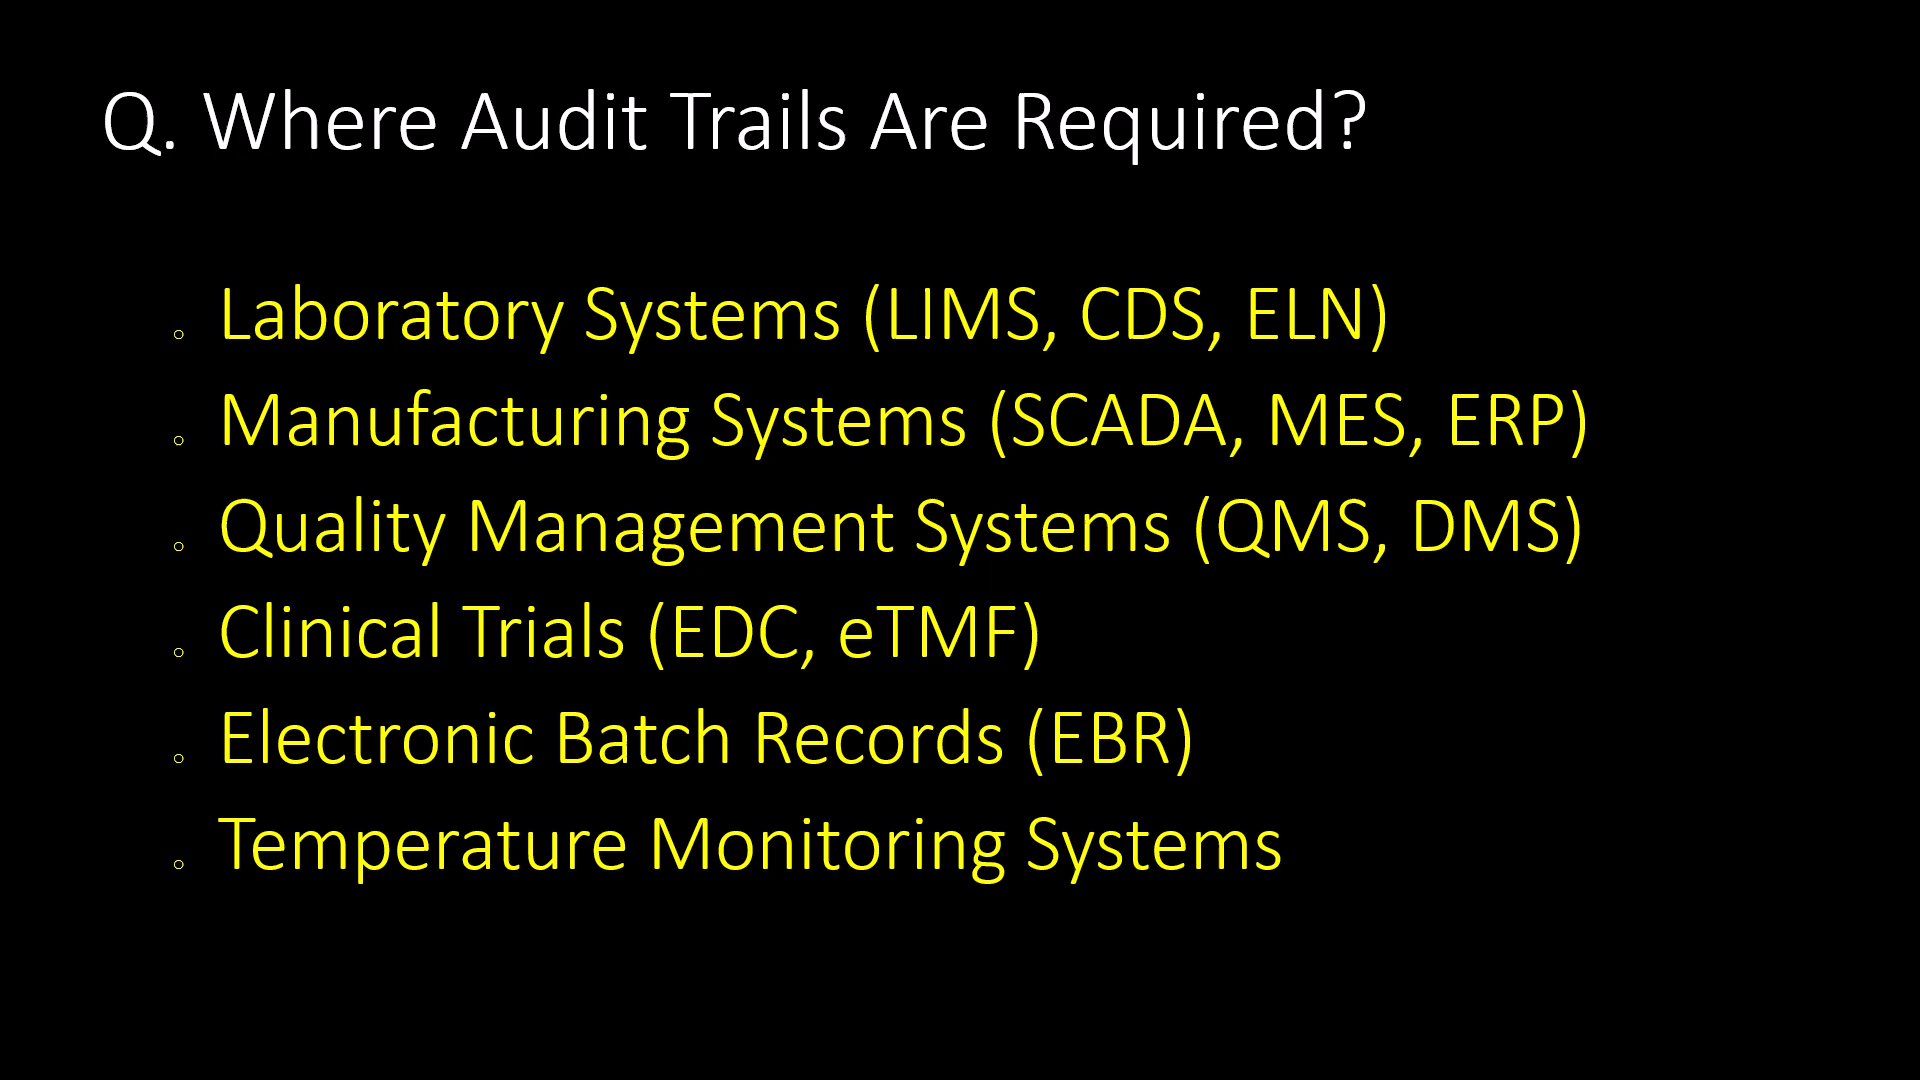 Q. Where Audit Trails Are Required?
○ Laboratory Systems (LIMS, CDS, ELN)
○ Manufacturing Systems (SCADA, MES, ERP)
○ Quality Management Systems (QMS, DMS)
○ Clinical Trials (EDC, eTMF)
○ Electronic Batch Records (EBR)
○ Temperature Monitoring Systems